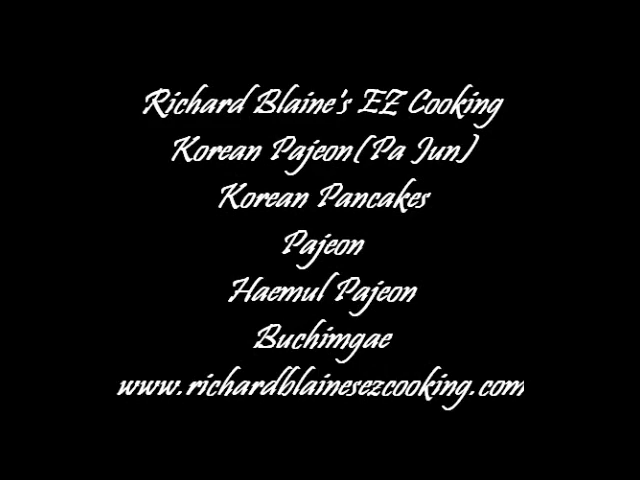 Richard Blaine's EZ Cooking
Korean Pajeon(Pa Jun)
Korean Pancakes
Pajeon
Haemul Pajeon
Buchimgae
www.richardblainesezcooking.com